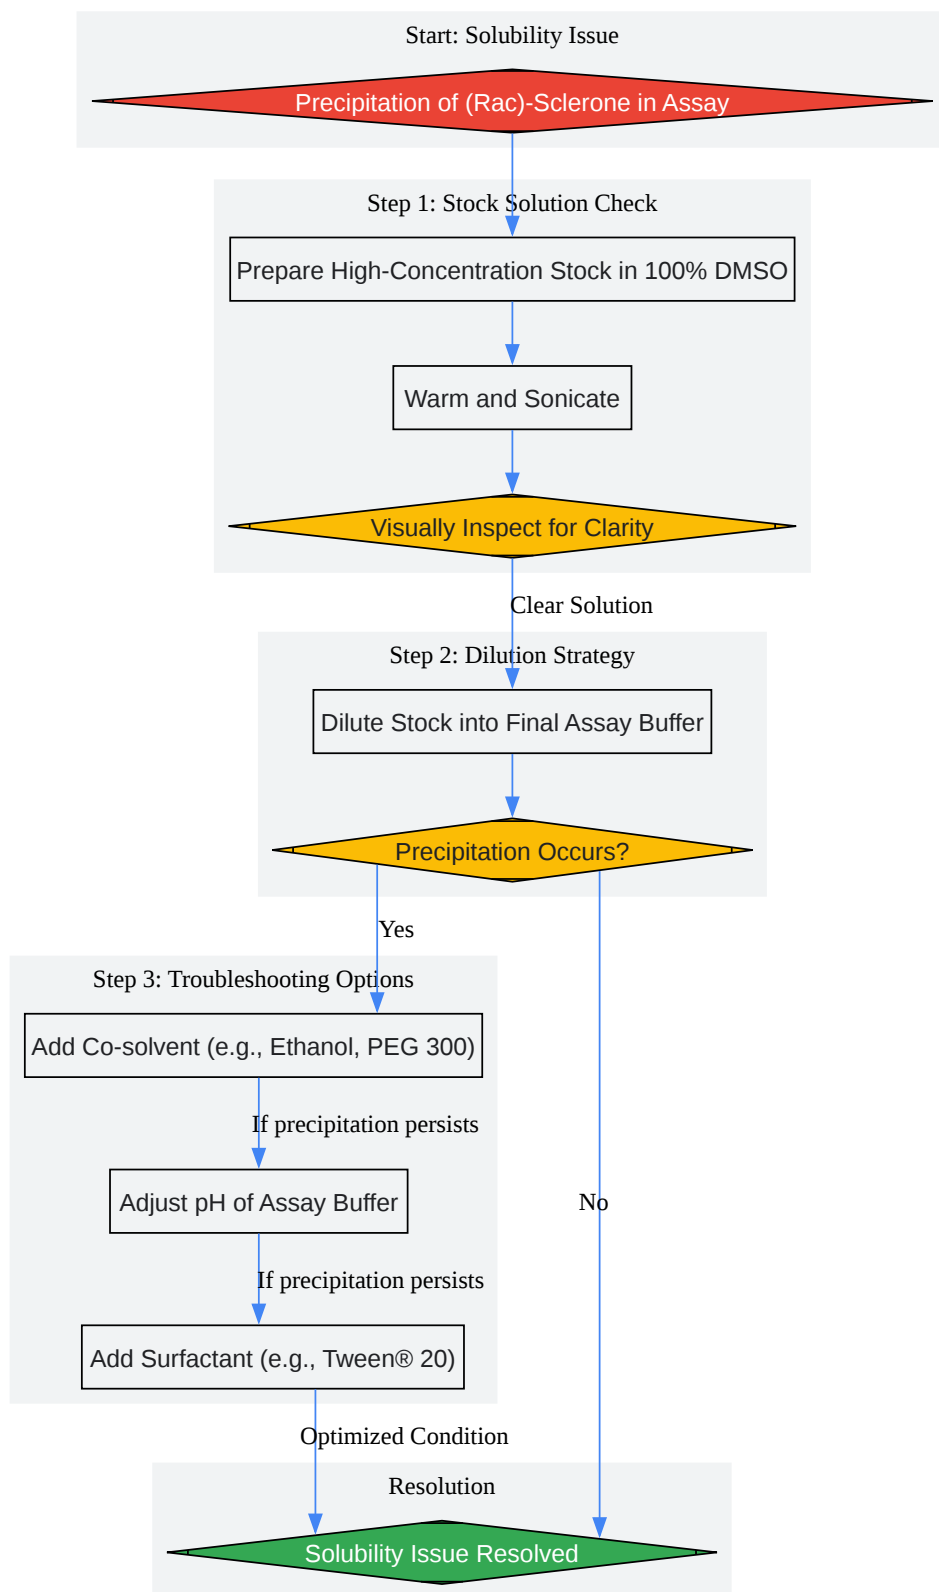 Start: Solubility Issue
Precipitation of (Rac)-Sclerone in Assay
Step 1: Stock Solution Check
Prepare High-Concentration Stock in 100% DMSO
Warm and Sonicate
Visually Inspect for Clarity
Clear Solution
Step 2: Dilution Strategy
Dilute Stock into Final Assay Buffer
Precipitation Occurs?
Yes
Step 3: Troubleshooting Options
Add Co-solvent (e.g., Ethanol, PEG 300)
If precipitation persists
Adjust pH of Assay Buffer
No
If precipitation persists
Add Surfactant (e.g., Tween® 20)
Optimized Condition
Resolution
Solubility Issue Resolved